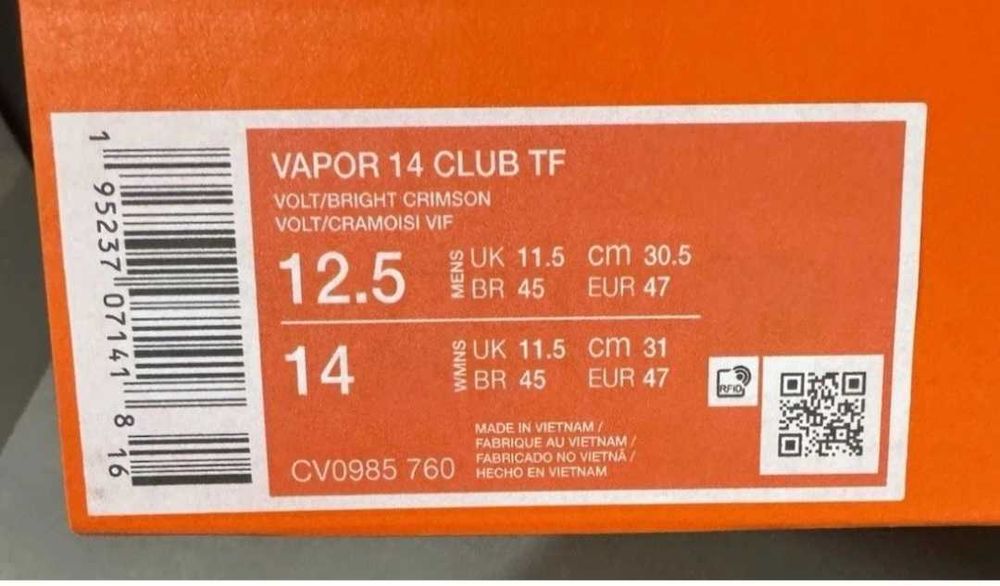 1 95237 07141 8 16
VAPOR 14 CLUB TF
VOLT/BRIGHT CRIMSON
VOLT/CRAMOISI VIF
12.5 MENS UK 11.5 cm 30.5
BR 45 EUR 47
14 WMNS UK 11.5 cm 31
BR 45 EUR 47
RFID
MADE IN VIETNAM /
FABRIQUE AU VIETNAM /
FABRICADO NO VIETNÃ /
HECHO EN VIETNAM
CV0985 760